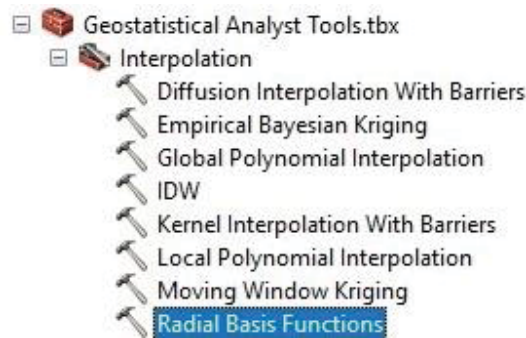 Geostatistical Analyst Tools.tbx
Interpolation
Diffusion Interpolation With Barriers
Empirical Bayesian Kriging
Global Polynomial Interpolation
IDW
Kernel Interpolation With Barriers
Local Polynomial Interpolation
Moving Window Kriging
Radial Basis Functions